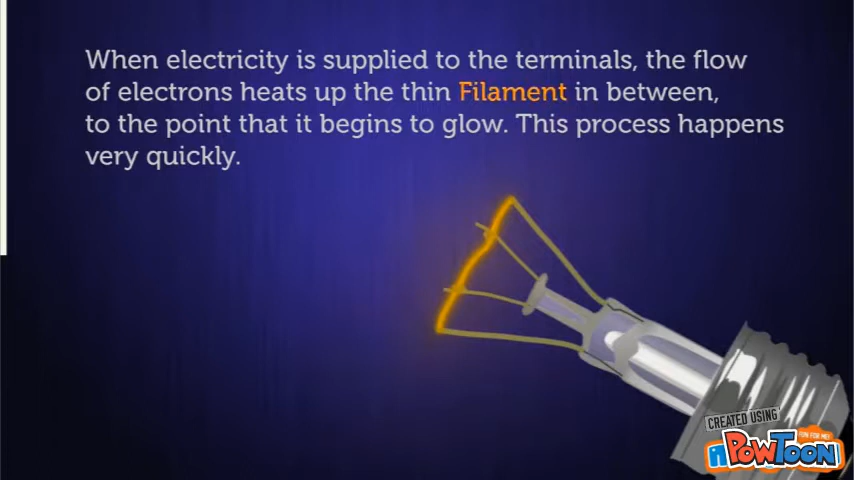 When electricity is supplied to the terminals, the flow
of electrons heats up the thin Filament in between,
to the point that it begins to glow. This process happens
very quickly.
CREATED USING
POWTOON